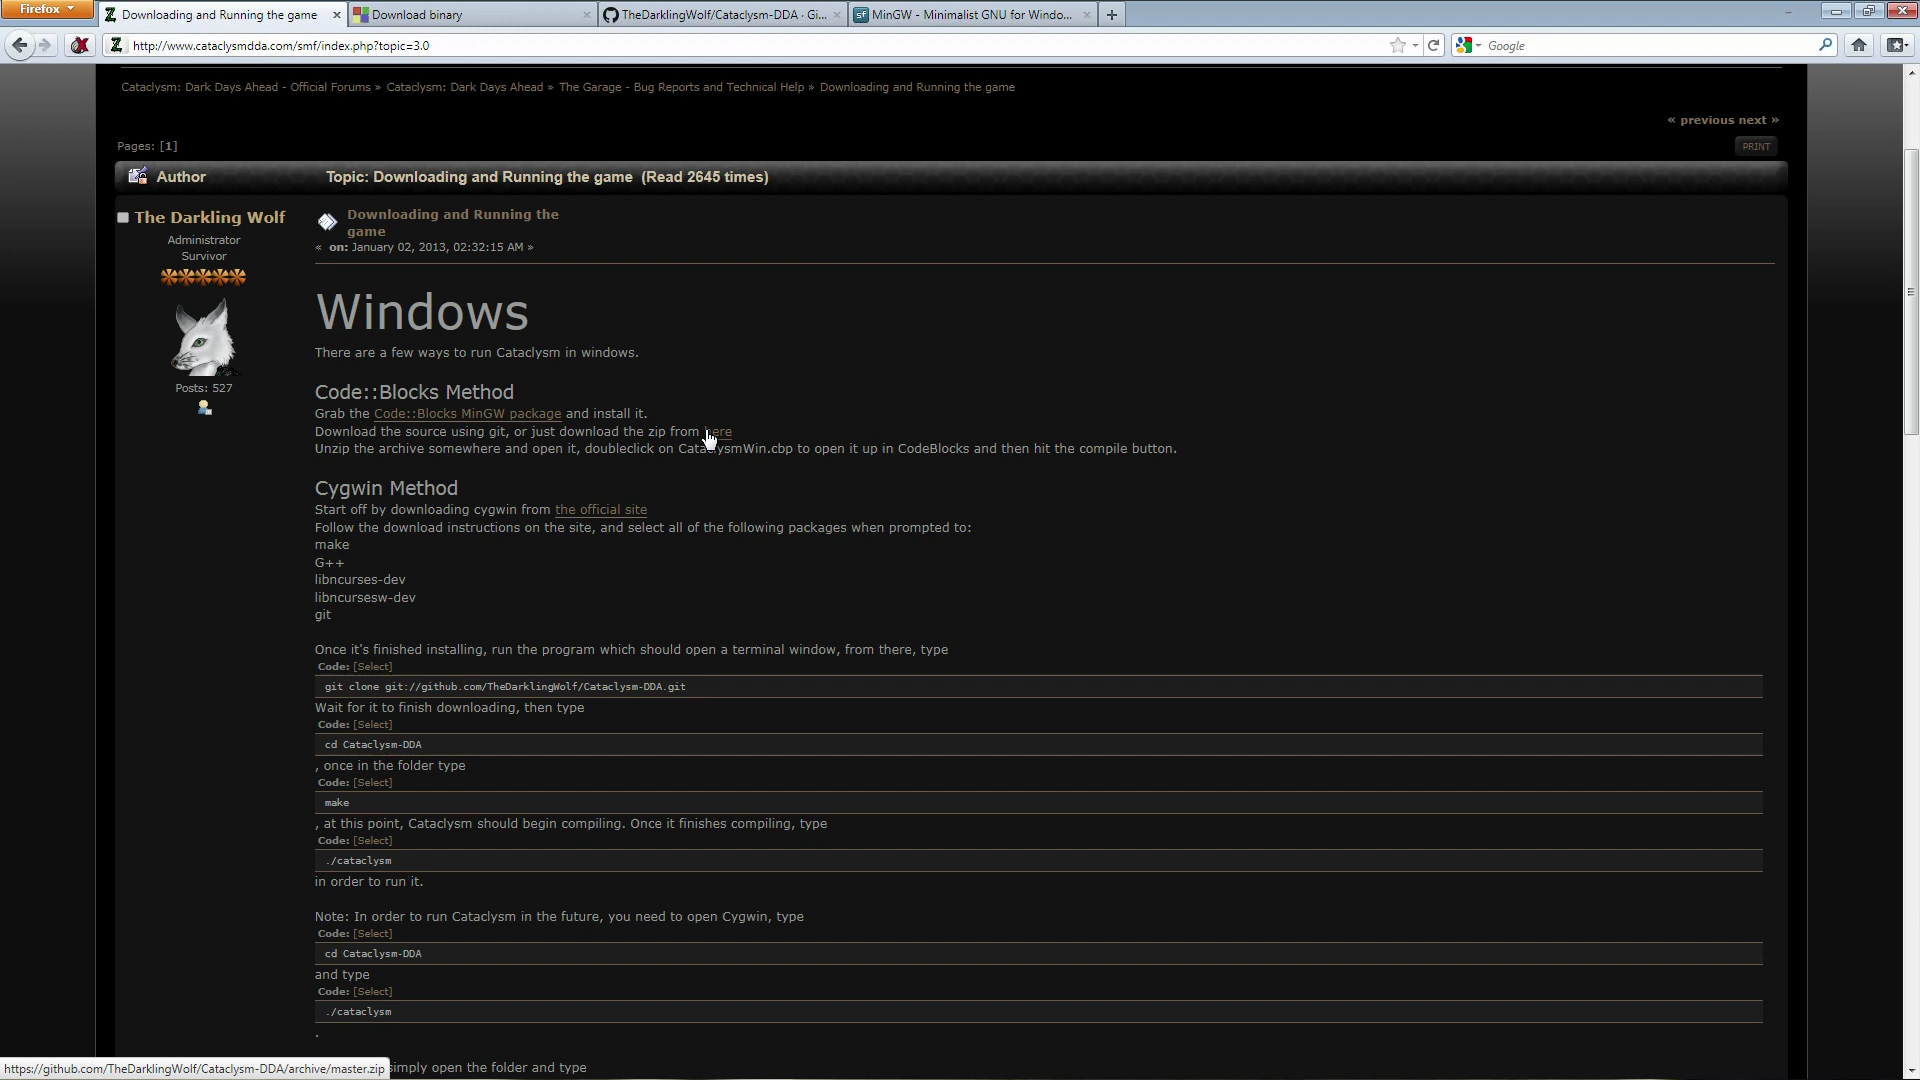 Firefox
Downloading and Running the game
Download binary
TheDarklingWolf/Cataclysm-DDA · Gi...
MinGW - Minimalist GNU for Windo...
http://www.cataclysmdda.com/smf/index.php?topic=3.0
Google
Cataclysm: Dark Days Ahead - Official Forums » Cataclysm: Dark Days Ahead » The Garage - Bug Reports and Technical Help » Downloading and Running the game
« previous next »
Pages: [1]
PRINT
Author
Topic: Downloading and Running the game (Read 2645 times)
The Darkling Wolf
Administrator
Survivor
Posts: 527
Downloading and Running the
game
« on: January 02, 2013, 02:32:15 AM »
Windows
There are a few ways to run Cataclysm in windows.
Code::Blocks Method
Grab the Code::Blocks MinGW package and install it.
Download the source using git, or just download the zip from here
Unzip the archive somewhere and open it, doubleclick on CataclysmWin.cbp to open it up in CodeBlocks and then hit the compile button.
Cygwin Method
Start off by downloading cygwin from the official site
Follow the download instructions on the site, and select all of the following packages when prompted to:
make
G++
libncurses-dev
libncursesw-dev
git
Once it's finished installing, run the program which should open a terminal window, from there, type
Code: [Select]
git clone git://github.com/TheDarklingWolf/Cataclysm-DDA.git
Wait for it to finish downloading, then type
Code: [Select]
cd Cataclysm-DDA
, once in the folder type
Code: [Select]
make
, at this point, Cataclysm should begin compiling. Once it finishes compiling, type
Code: [Select]
./cataclysm
in order to run it.
Note: In order to run Cataclysm in the future, you need to open Cygwin, type
Code: [Select]
cd Cataclysm-DDA
and type
Code: [Select]
./cataclysm
.
simply open the folder and type
https://github.com/TheDarklingWolf/Cataclysm-DDA/archive/master.zip